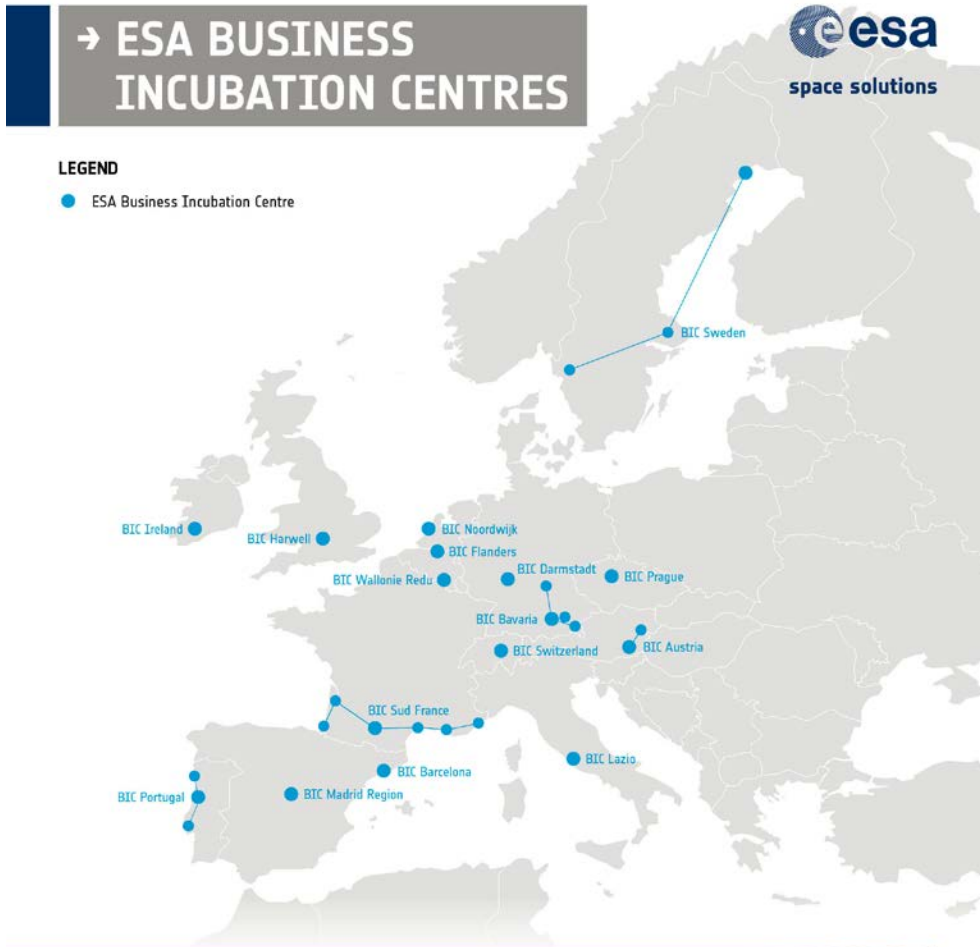 → ESA BUSINESS
INCUBATION CENTRES
esa
space solutions
LEGEND
ESA Business Incubation Centre
BIC Sweden
BIC Ireland
BIC Harwell
BIC Noordwijk
BIC Flanders
BIC Darmstadt
BIC Wallonie Redu
BIC Prague
BIC Bavaria
BIC Switzerland
BIC Austria
BIC Sud France
BIC Lazio
BIC Barcelona
BIC Portugal
BIC Madrid Region